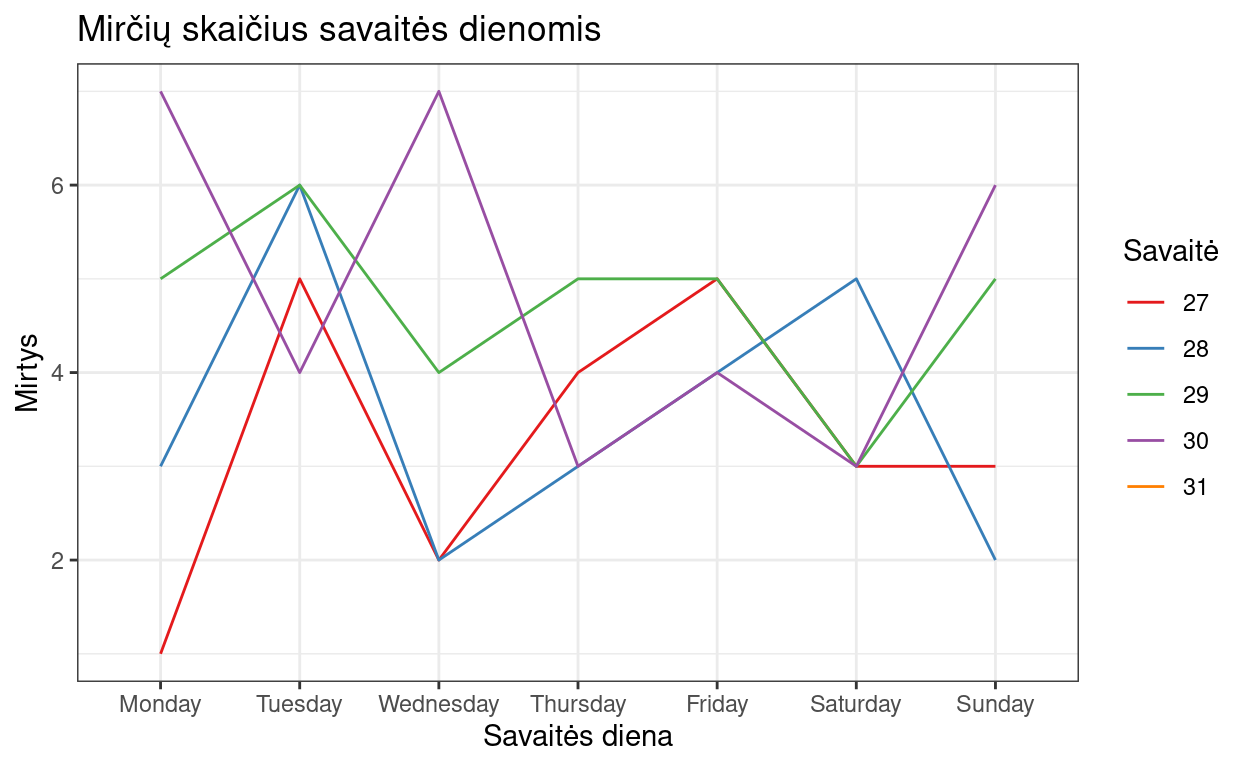 Mirčių skaičius savaitės dienomis
Mirtys
6
4
2
Monday Tuesday Wednesday Thursday Friday Saturday Sunday
Savaitės diena
Savaitė
27
28
29
30
31